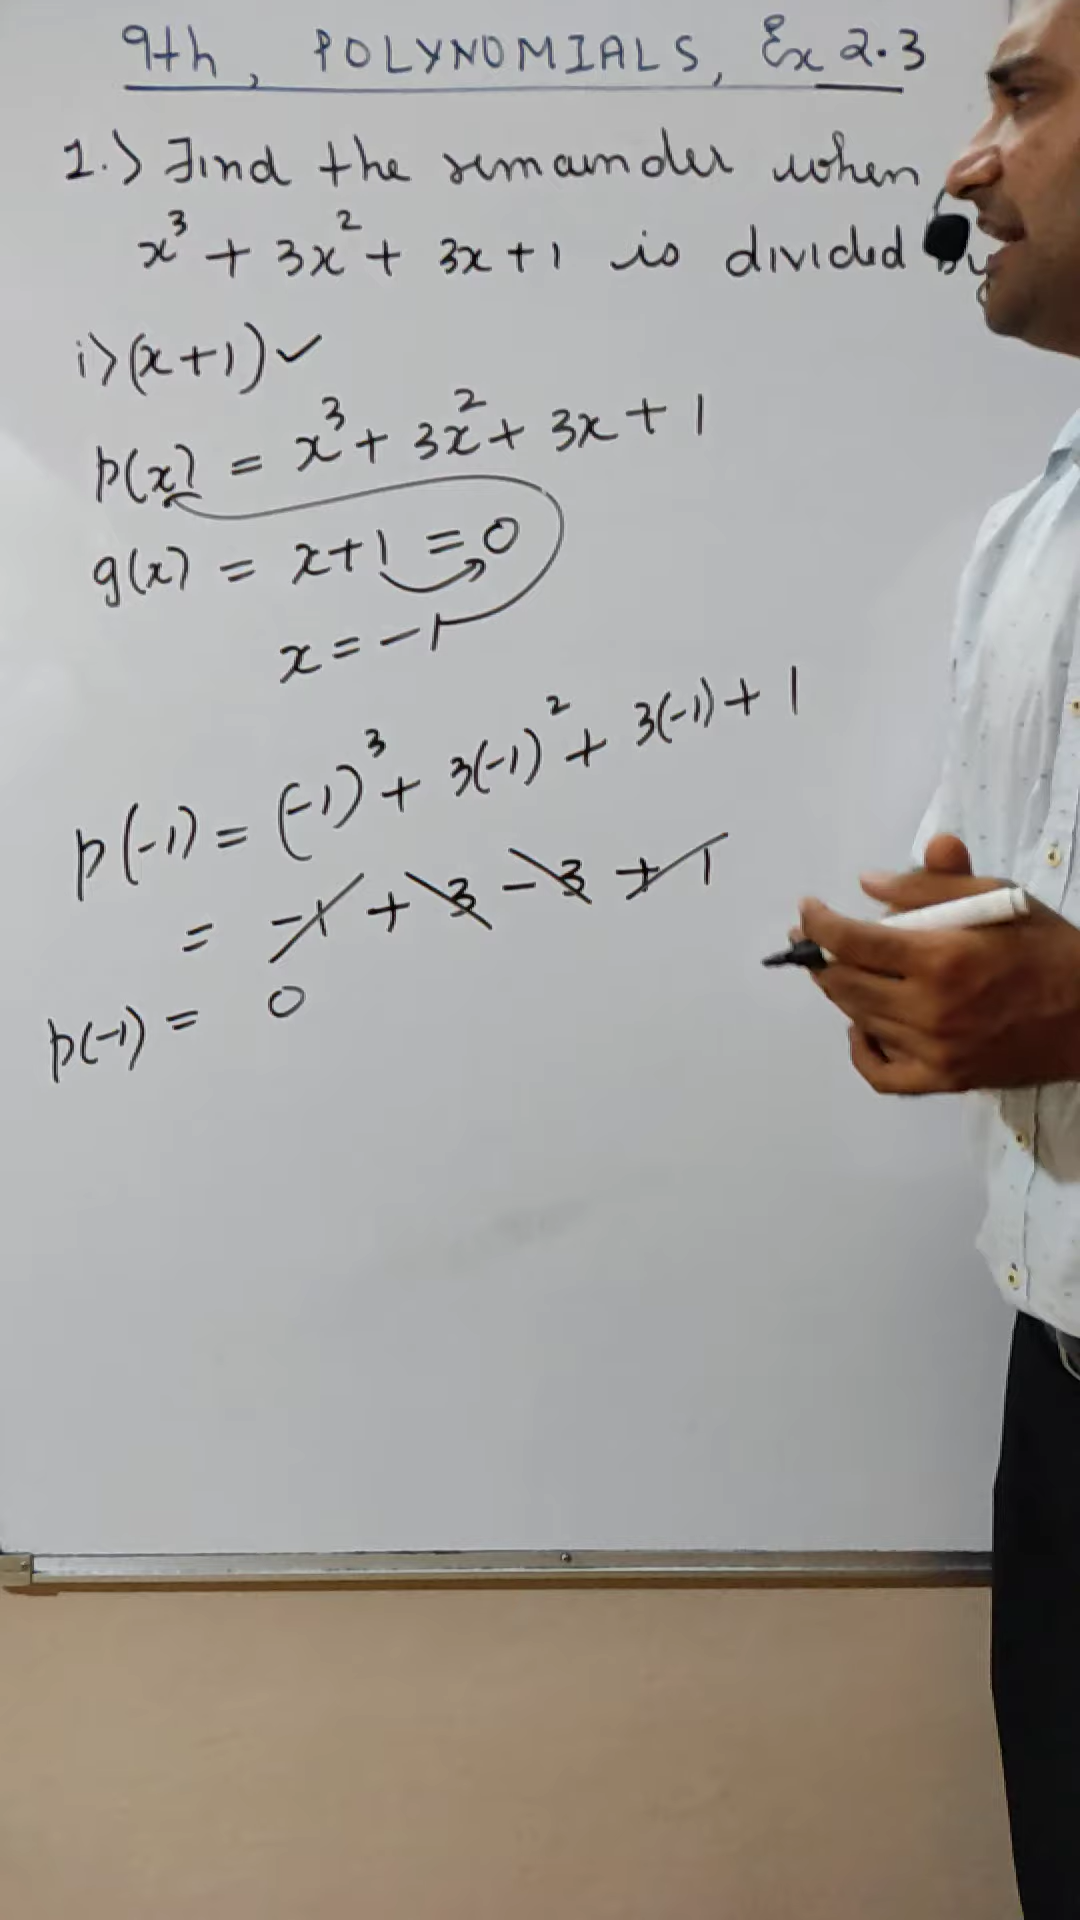 9th, POLYNOMIALS, Ex 2.3
1.) Find the remainder when
x³ + 3x² + 3x + 1 is divided by
i) (x+1) ✓
p(x) = x³ + 3x² + 3x + 1
g(x) = x+1 = 0
x = -1
p(-1) = (-1)³ + 3(-1)² + 3(-1) + 1
= -1 + 3 - 3 + 1
p(-1) = 0